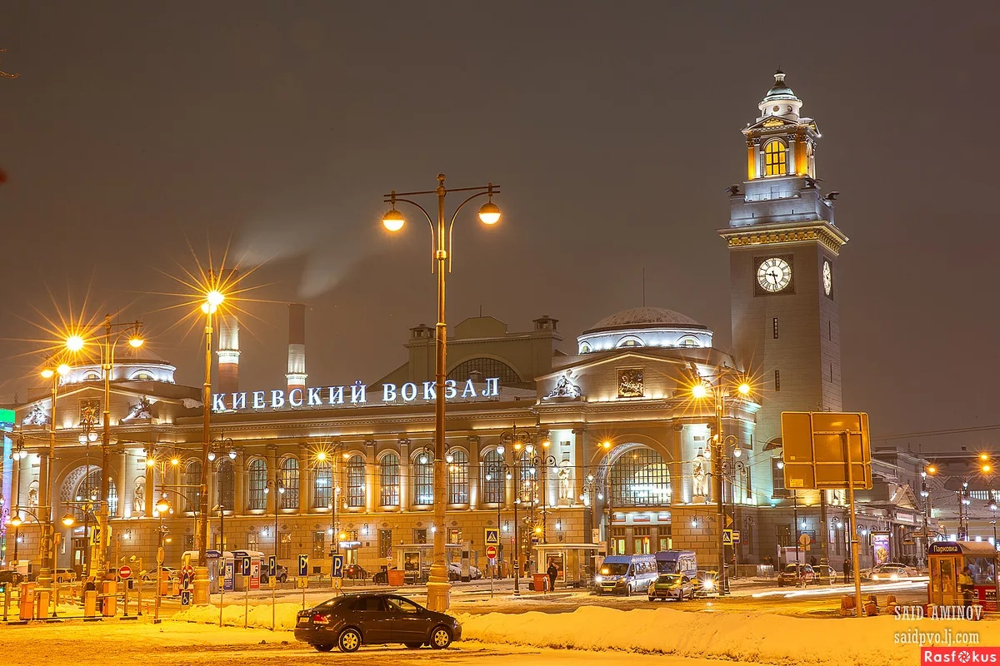 КИЕВСКИЙ ВОКЗАЛ
P
P
P
P
Парковка
SAID AMINOV
saidpvo.lj.com
Rasfokus